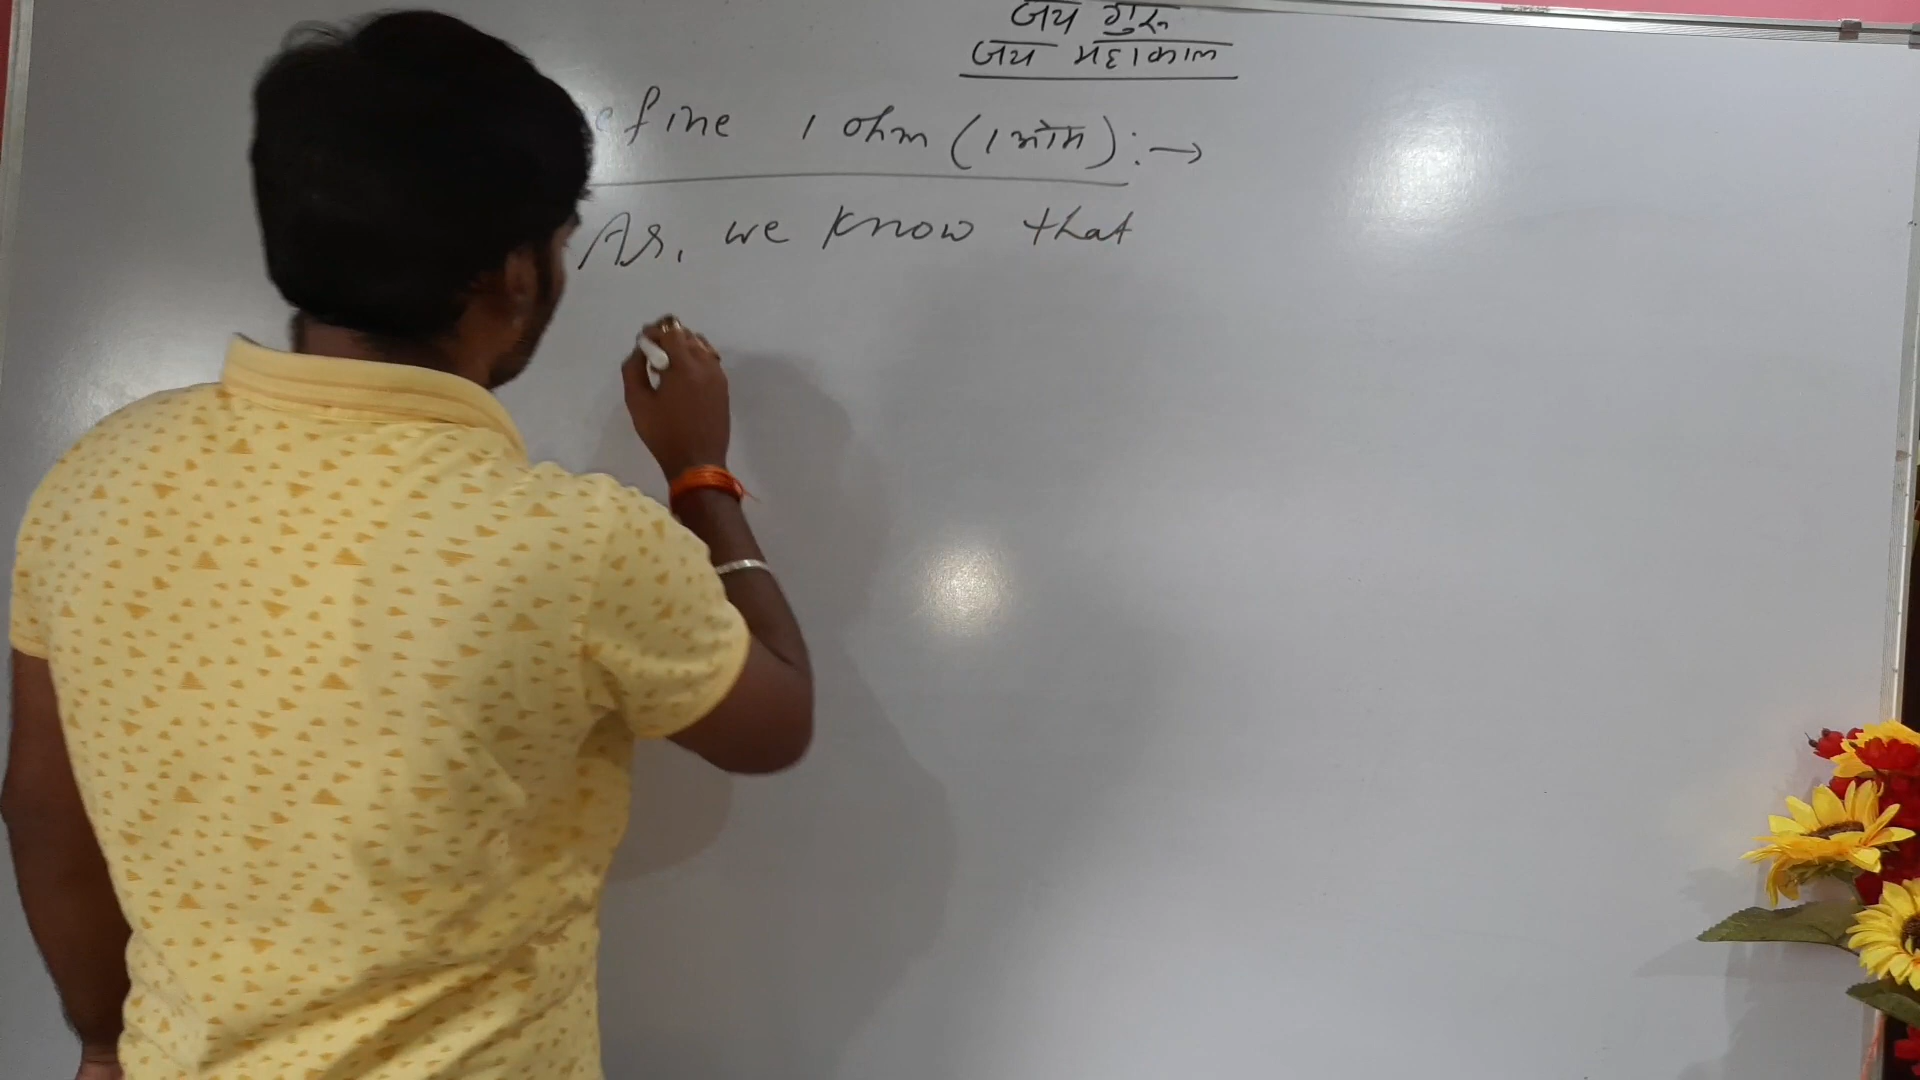 जय गुरु
जय महाकाल
efine 1 ohm (1 ओम) :→
As, we know that